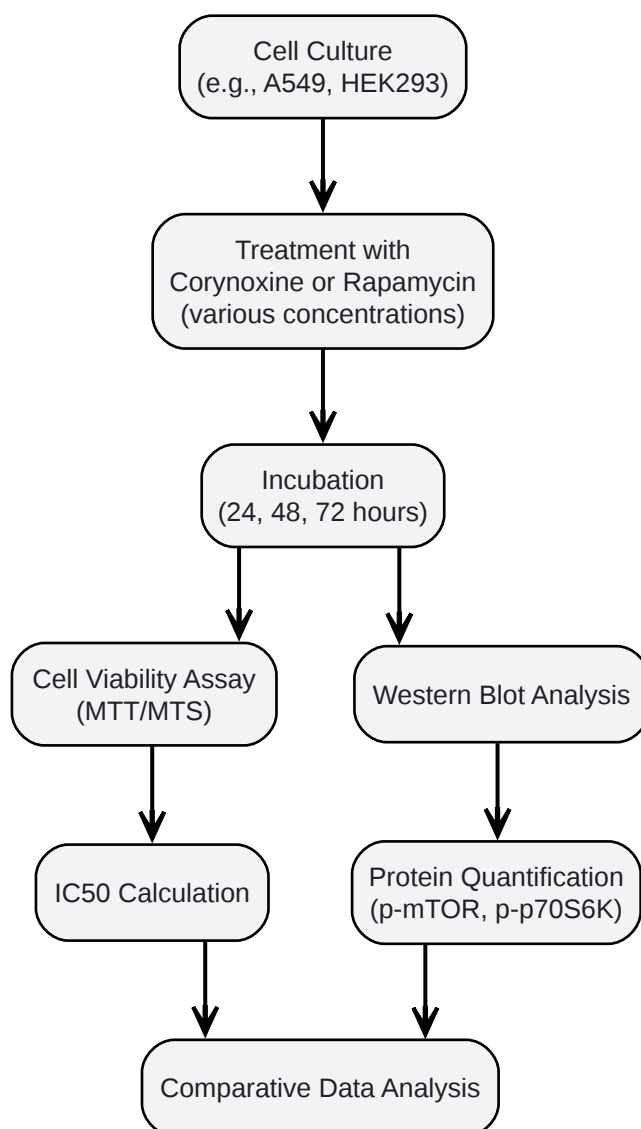 Cell Culture
(e.g., A549, HEK293)
Treatment with
Corynoxine or Rapamycin
(various concentrations)
Incubation
(24, 48, 72 hours)
Cell Viability Assay
(MTT/MTS)
Western Blot Analysis
IC50 Calculation
Protein Quantification
(p-mTOR, p-p70S6K)
Comparative Data Analysis